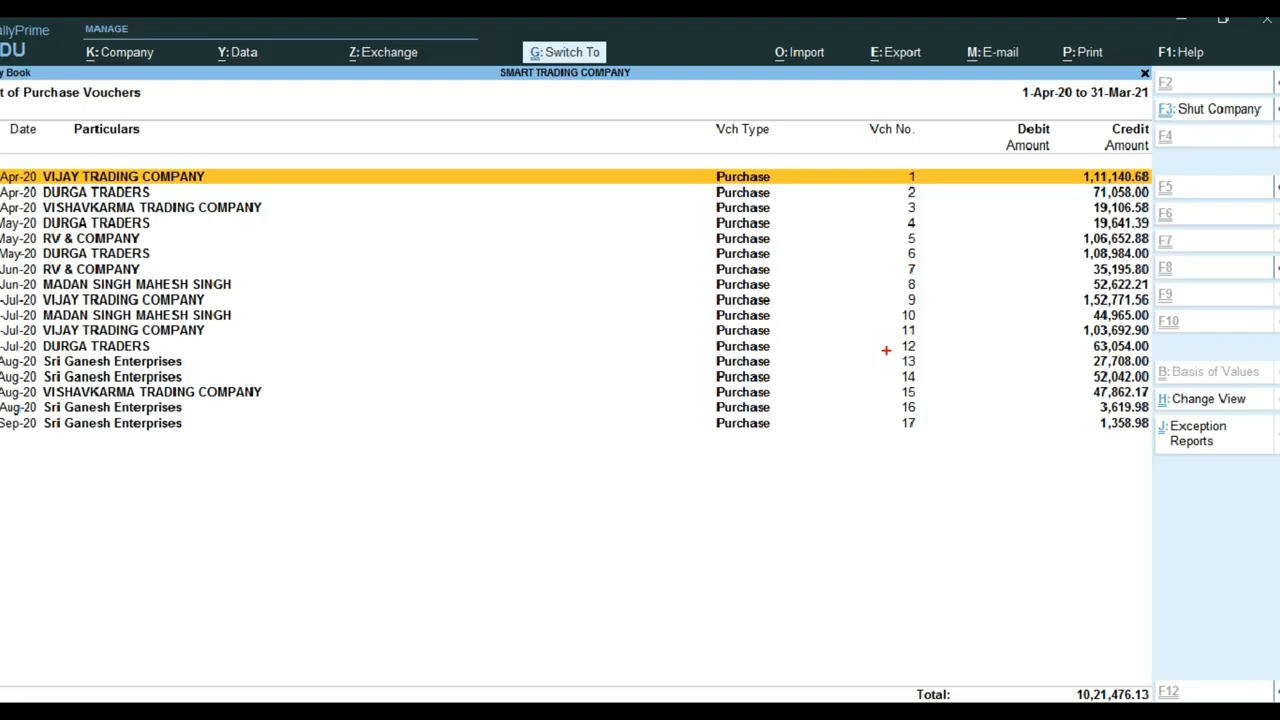 allyPrime
MANAGE
DU
K: Company Y: Data Z: Exchange G: Switch To O: Import E: Export M: E-mail P: Print F1: Help
y Book SMART TRADING COMPANY x
t of Purchase Vouchers 1-Apr-20 to 31-Mar-21
Date Particulars Vch Type Vch No. Debit Amount Credit Amount
Apr-20 VIJAY TRADING COMPANY Purchase 1 1,11,140.68
Apr-20 DURGA TRADERS Purchase 2 71,058.00
Apr-20 VISHAVKARMA TRADING COMPANY Purchase 3 19,106.58
May-20 DURGA TRADERS Purchase 4 19,641.39
May-20 RV & COMPANY Purchase 5 1,06,652.88
May-20 DURGA TRADERS Purchase 6 1,08,984.00
Jun-20 RV & COMPANY Purchase 7 35,195.80
Jun-20 MADAN SINGH MAHESH SINGH Purchase 8 52,622.21
-Jul-20 VIJAY TRADING COMPANY Purchase 9 1,52,771.56
-Jul-20 MADAN SINGH MAHESH SINGH Purchase 10 44,965.00
-Jul-20 VIJAY TRADING COMPANY Purchase 11 1,03,692.90
-Jul-20 DURGA TRADERS Purchase 12 63,054.00
Aug-20 Sri Ganesh Enterprises Purchase 13 27,708.00
Aug-20 Sri Ganesh Enterprises Purchase 14 52,042.00
Aug-20 VISHAVKARMA TRADING COMPANY Purchase 15 47,862.17
Aug-20 Sri Ganesh Enterprises Purchase 16 3,619.98
Sep-20 Sri Ganesh Enterprises Purchase 17 1,358.98
Total: 10,21,476.13
F2
F3: Shut Company
F4
F5
F6
F7
F8
F9
F10
B: Basis of Values
H: Change View
J: Exception
Reports
F12